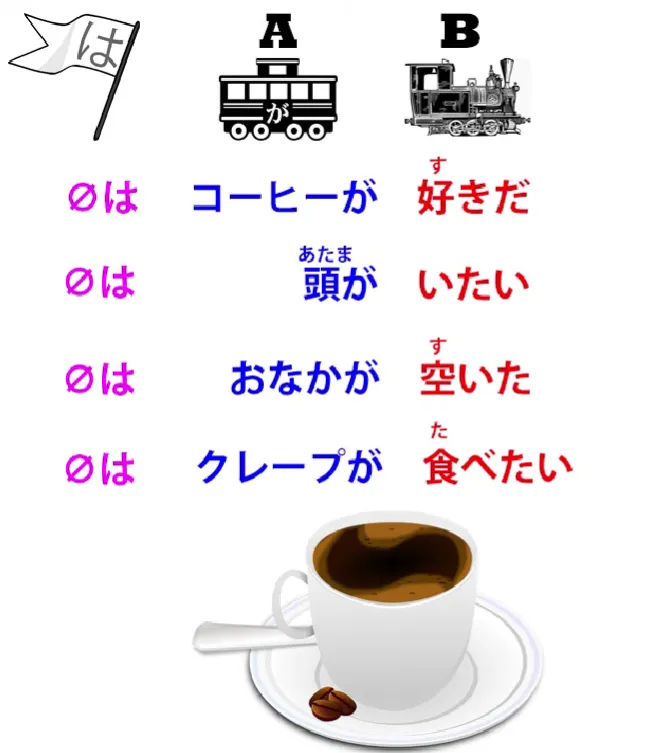 は A B
が
∅は コーヒーが 好きだ
す
∅は 頭が いたい
あたま
∅は おなかが 空いた
す
∅は クレープが 食べたい
た